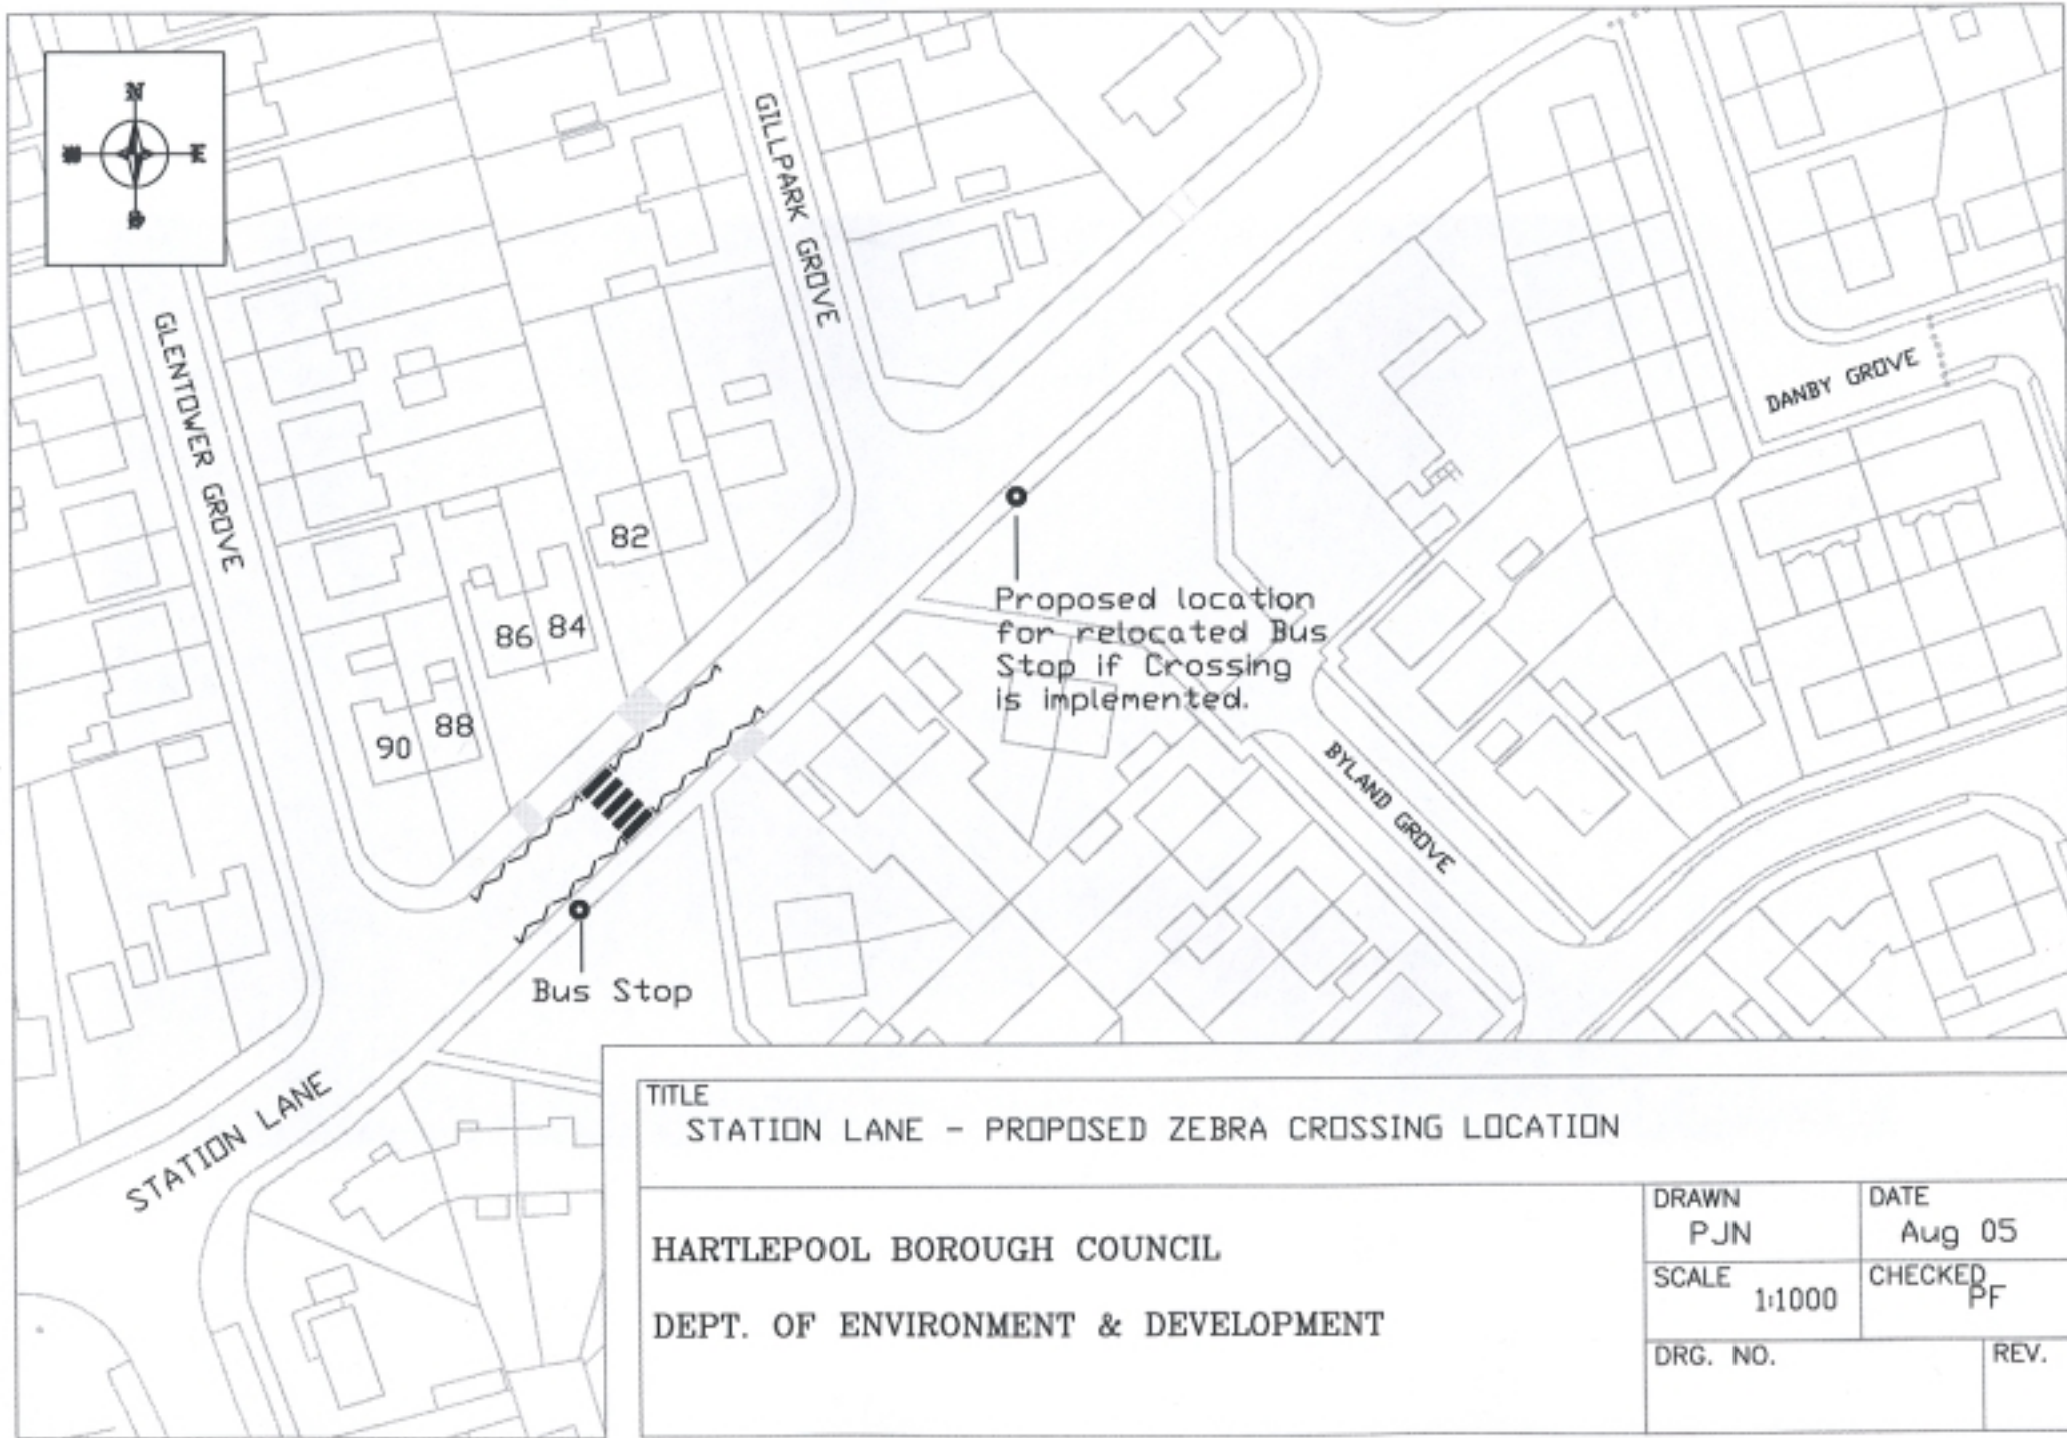 N
GILLPARK GROVE
GLENTOWER GROVE
DANBY GROVE
82
86 84
90 88
Proposed location
for relocated Bus
Stop if Crossing
is implemented.
BYLAND GROVE
Bus Stop
STATION LANE
TITLE
STATION LANE - PROPOSED ZEBRA CROSSING LOCATION
HARTLEPOOL BOROUGH COUNCIL
DEPT. OF ENVIRONMENT & DEVELOPMENT
DRAWN
PJN
DATE
Aug 05
SCALE
1:1000
CHECKED
PF
DRG. NO.
REV.